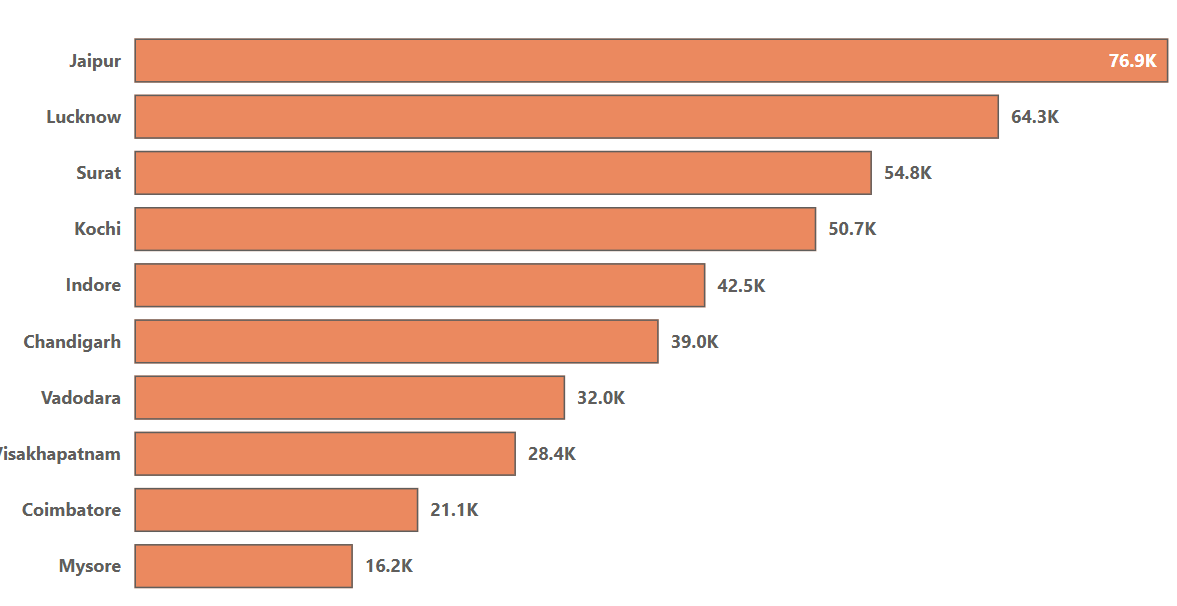 Jaipur 76.9K
Lucknow 64.3K
Surat 54.8K
Kochi 50.7K
Indore 42.5K
Chandigarh 39.0K
Vadodara 32.0K
Visakhapatnam 28.4K
Coimbatore 21.1K
Mysore 16.2K